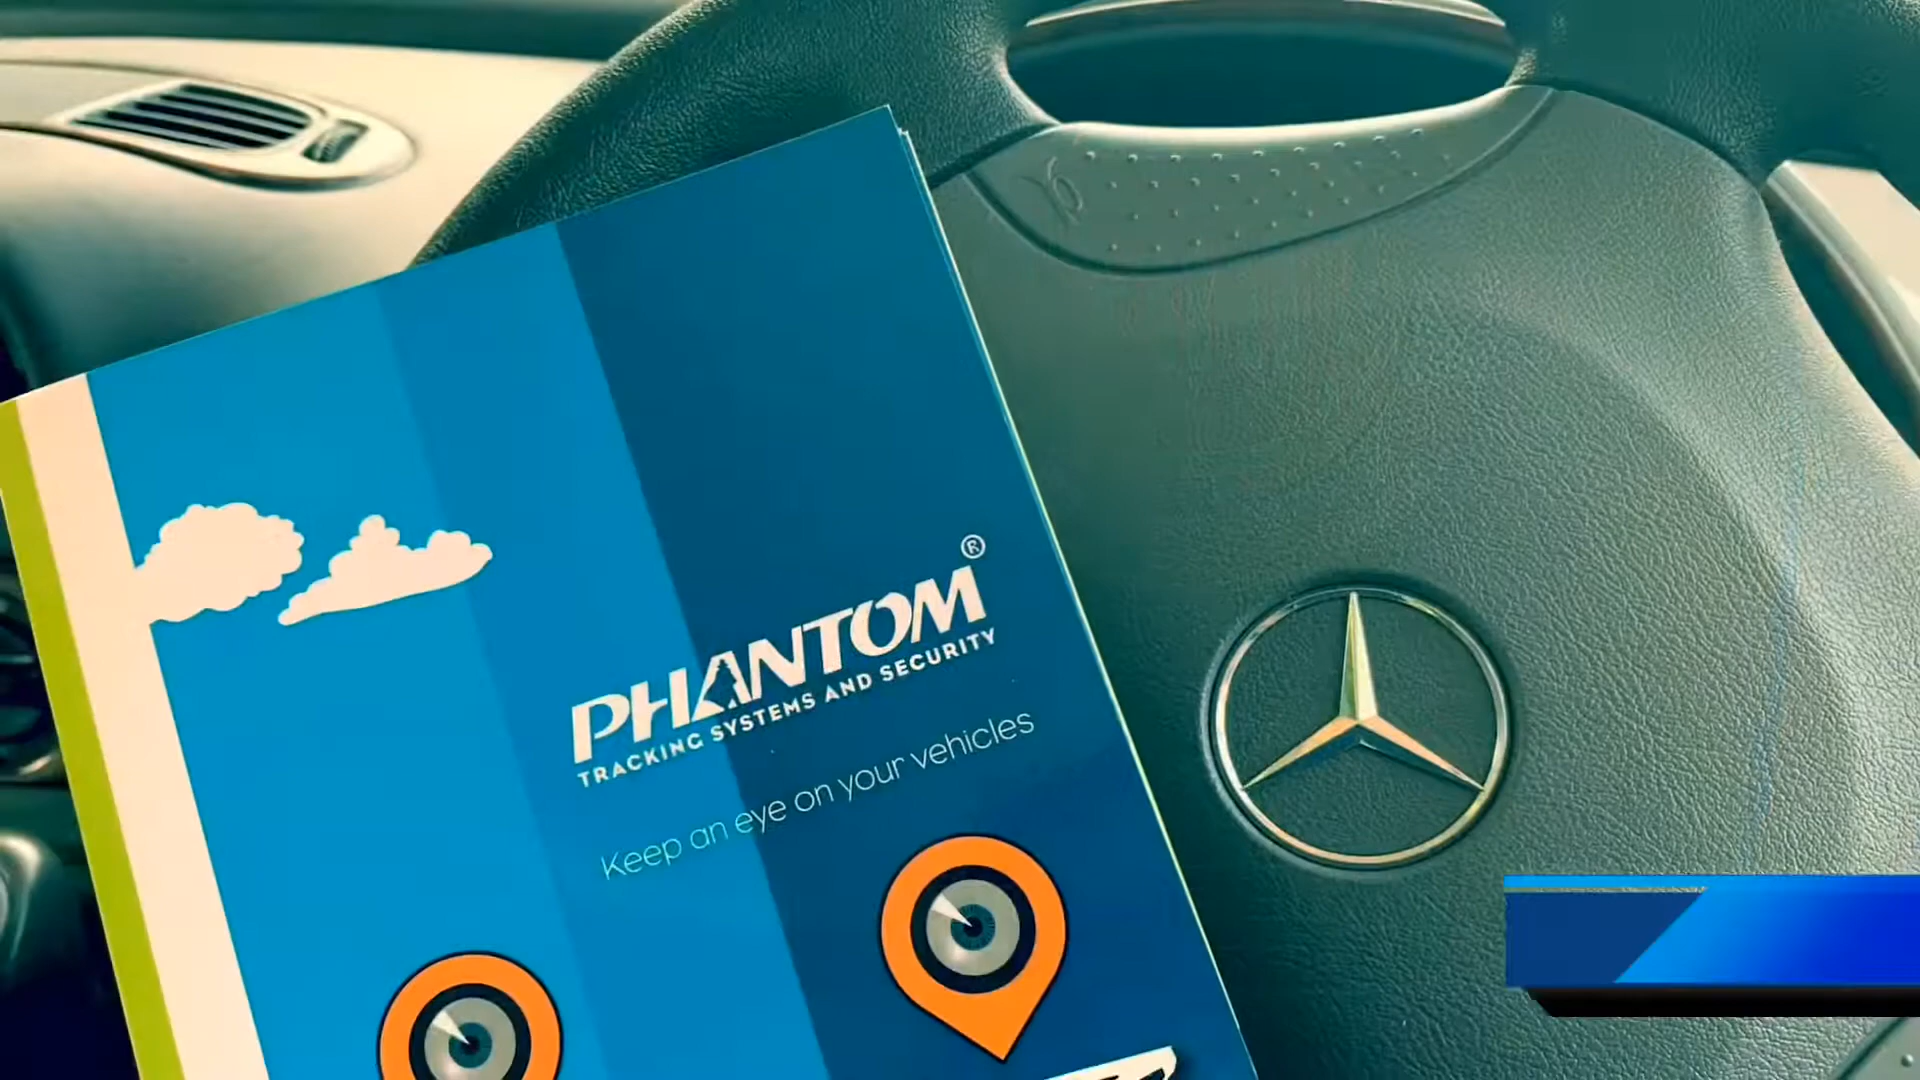 PHANTOM®
TRACKING SYSTEMS AND SECURITY
Keep an eye on your vehicles